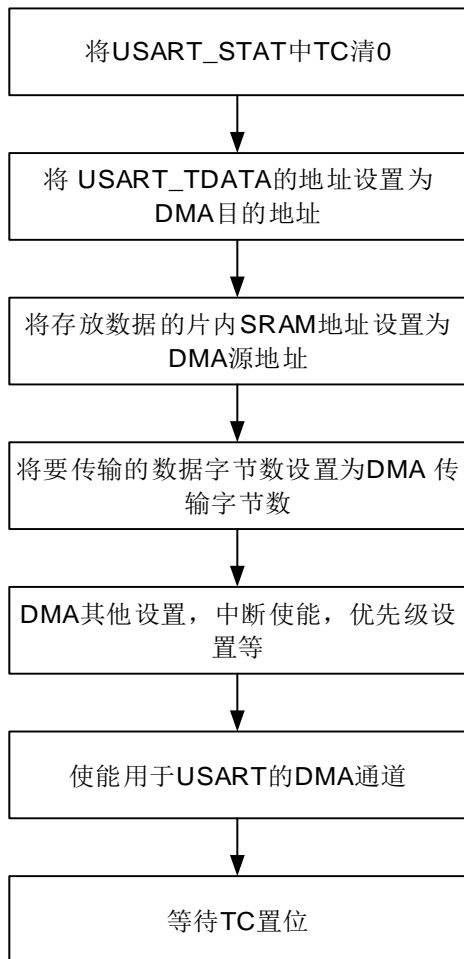 将USART_STAT中TC清0
将 USART_TDATA的地址设置为
DMA目的地址
将存放数据的片内SRAM地址设置为
DMA源地址
将要传输的数据字节数设置为DMA 传
输字节数
DMA其他设置，中断使能，优先级设
置等
使能用于USART的DMA通道
等待TC置位